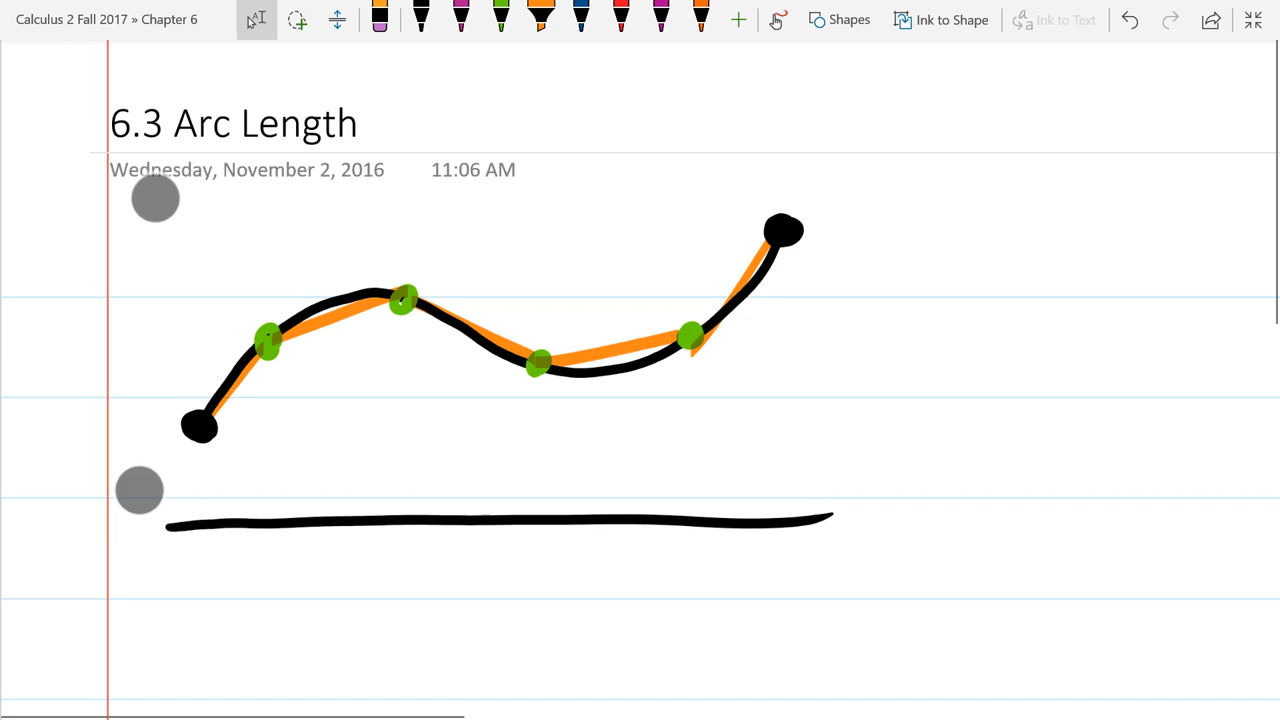 Calculus 2 Fall 2017 » Chapter 6
Shapes
Ink to Shape
Ink to Text
6.3 Arc Length
Wednesday, November 2, 2016 11:06 AM